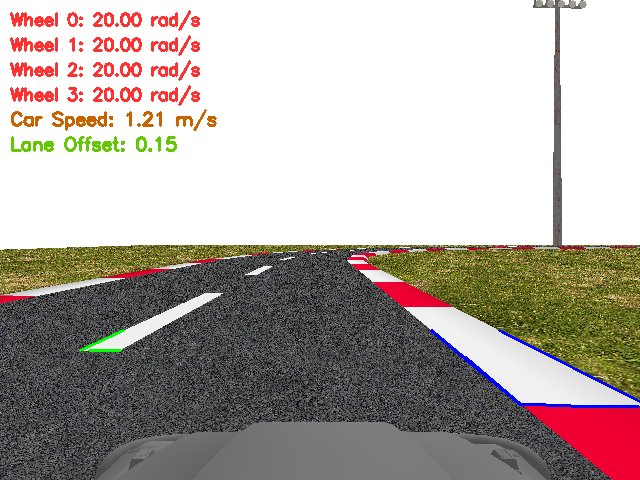 Wheel 0: 20.00 rad/s
Wheel 1: 20.00 rad/s
Wheel 2: 20.00 rad/s
Wheel 3: 20.00 rad/s
Car Speed: 1.21 m/s
Lane Offset: 0.15